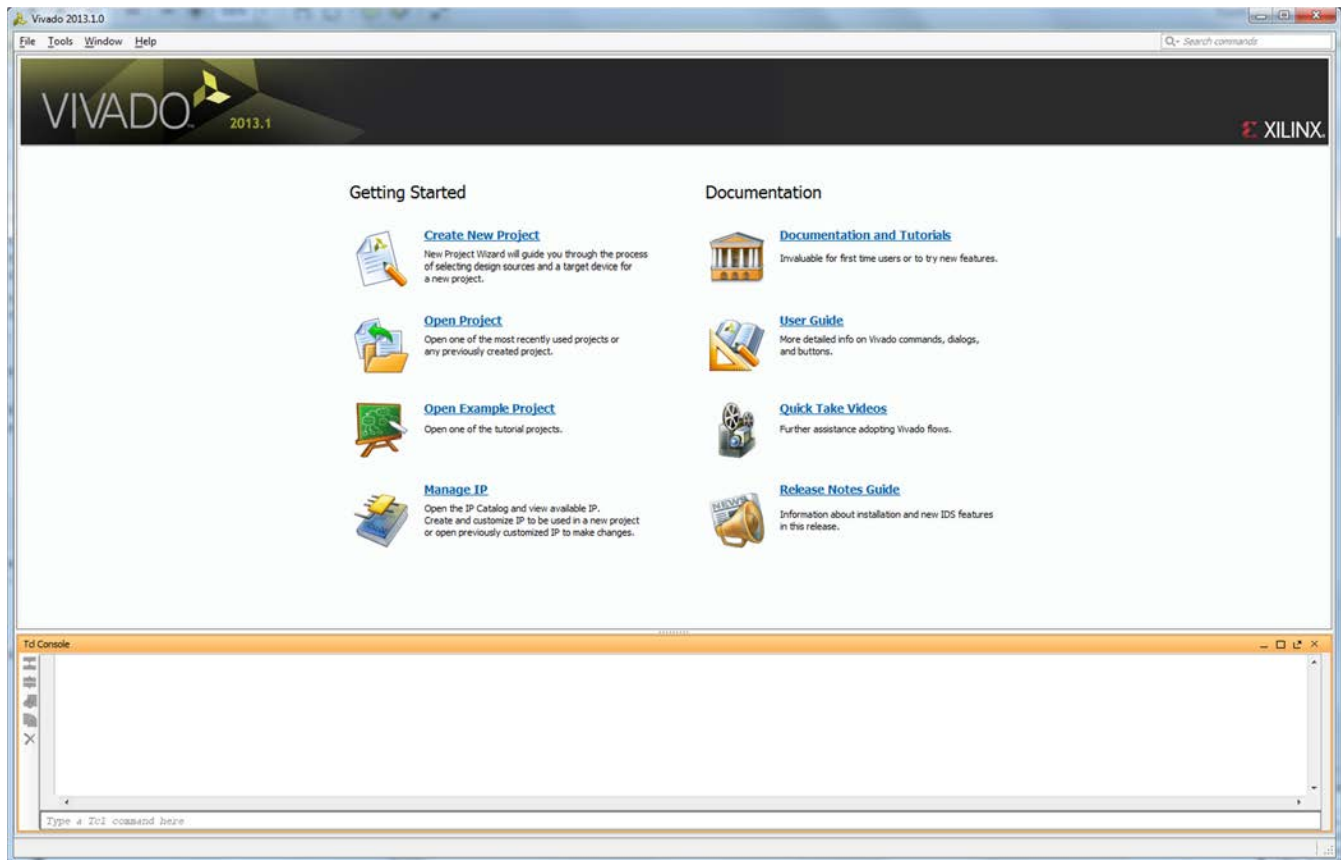 Vivado 2013.1.0
File Tools Window Help
Search commands
VIVADO™ 2013.1
XILINX
Getting Started
Create New Project
New Project Wizard will guide you through the process
of selecting design sources and a target device for
a new project.
Open Project
Open one of the most recently used projects or
any previously created project.
Open Example Project
Open one of the tutorial projects.
Manage IP
Open the IP Catalog and view available IP.
Create and customize IP to be used in a new project
or open previously customized IP to make changes.
Documentation
Documentation and Tutorials
Invaluable for first time users or to try new features.
User Guide
More detailed info on Vivado commands, dialogs,
and buttons.
Quick Take Videos
Further assistance adopting Vivado flows.
NEWS
Release Notes Guide
Information about installation and new IDS features
in this release.
Tcl Console
Type a Tcl command here